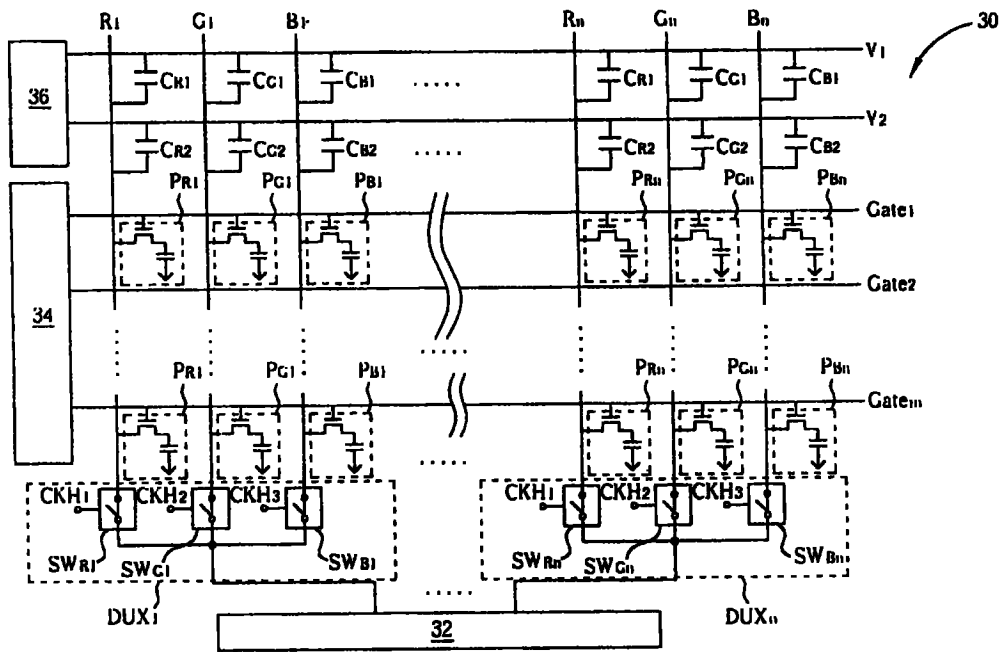 R1 G1 B1 Rn Gn Bn 30
V1
36 CR1 CG1 CB1 ..... CR1 CG1 CB1
V2
CR2 CG2 CB2 ..... CR2 CG2 CB2
PR1 PG1 PB1 PRn PGn PBn
Gate1
34
Gate2
.....
PR1 PG1 PB1 PRn PGn PBn
Gatem
.....
CKH1 CKH2 CKH3 CKH1 CKH2 CKH3
SWR1 SWG1 SWB1 SWRn SWGn SWBn
DUX1 ..... DUXn
32